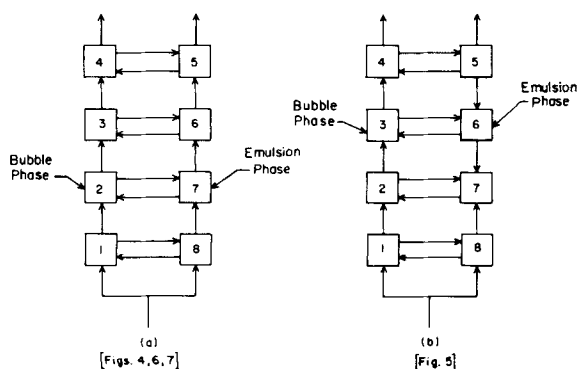 4 5
3 6
Bubble
Phase
2 7
Emulsion
Phase
1 8
(a)
[Figs. 4,6,7]
4 5
Bubble
Phase
3 6
Emulsion
Phase
2 7
1 8
(b)
[Fig. 5]